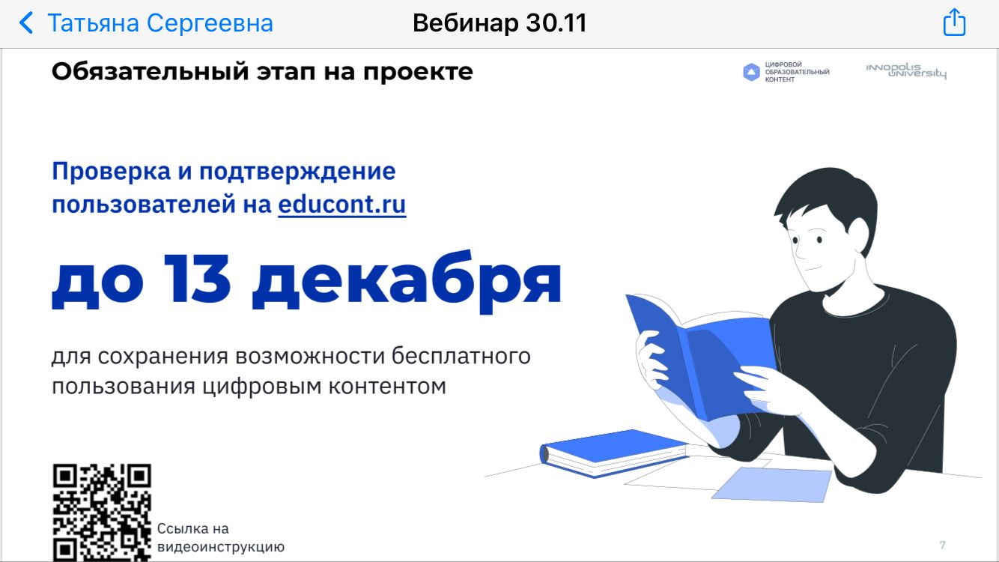 Татьяна Сергеевна
Вебинар 30.11
Обязательный этап на проекте
ЦИФРОВОЙ
ОБРАЗОВАТЕЛЬНЫЙ
КОНТЕНТ
innopolis
university
Проверка и подтверждение
пользователей на educont.ru
до 13 декабря
для сохранения возможности бесплатного
пользования цифровым контентом
Ссылка на
видеоинструкцию
7